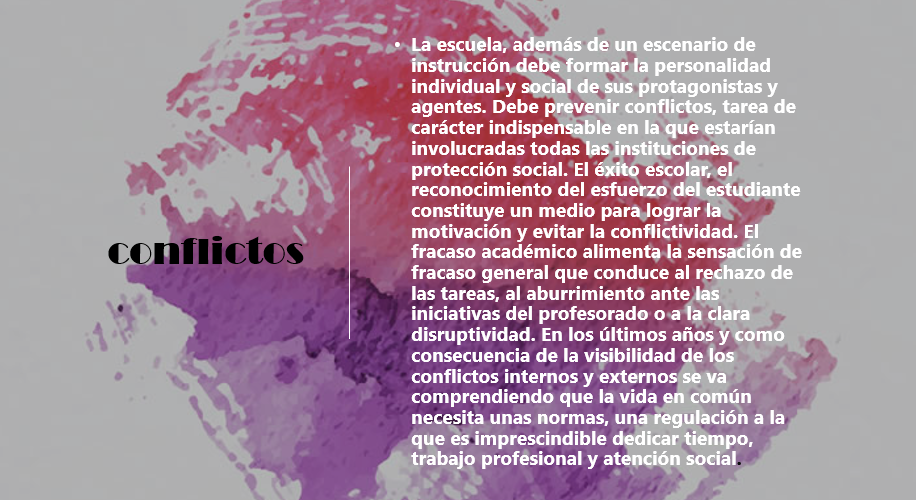 conflictos
• La escuela, además de un escenario de
instrucción debe formar la personalidad
individual y social de sus protagonistas y
agentes. Debe prevenir conflictos, tarea de
carácter indispensable en la que estarían
involucradas todas las instituciones de
protección social. El éxito escolar, el
reconocimiento del esfuerzo del estudiante
constituye un medio para lograr la
motivación y evitar la conflictividad. El
fracaso académico alimenta la sensación de
fracaso general que conduce al rechazo de
las tareas, al aburrimiento ante las
iniciativas del profesorado o a la clara
disruptividad. En los últimos años y como
consecuencia de la visibilidad de los
conflictos internos y externos se va
comprendiendo que la vida en común
necesita unas normas, una regulación a la
que es imprescindible dedicar tiempo,
trabajo profesional y atención social.